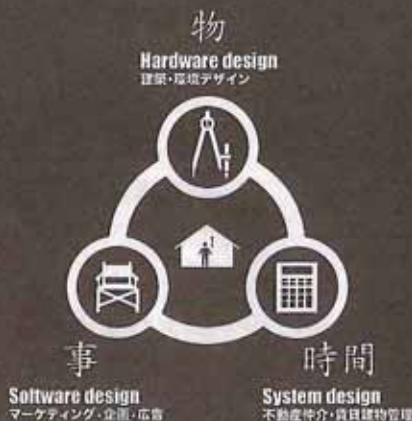 物
Hardware design
建築・環境デザイン
事
Software design
マーケティング・企画・広告
時間
System design
不動産仲介・賃貸建物管理